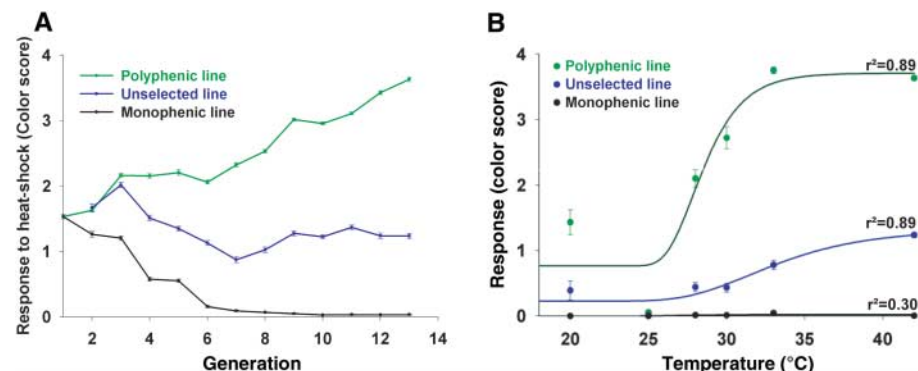 A
Response to heat-shock (Color score)
4
3
2
1
0
Polyphenic line
Unselected line
Monophenic line
2 4 6 8 10 12 14
Generation
B
Response (color score)
4
3
2
1
0
Polyphenic line
Unselected line
Monophenic line
r²=0.89
r²=0.89
r²=0.30
20 25 30 35 40
Temperature (°C)